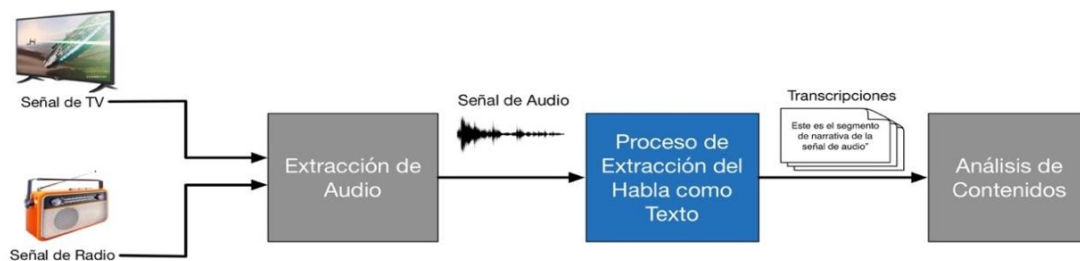 Señal de TV
Señal de Radio
Extracción de
Audio
Señal de Audio
Proceso de
Extracción del
Habla como
Texto
Transcripciones
Este es el segmento
de narrativa de la
señal de audio”
Análisis de
Contenidos